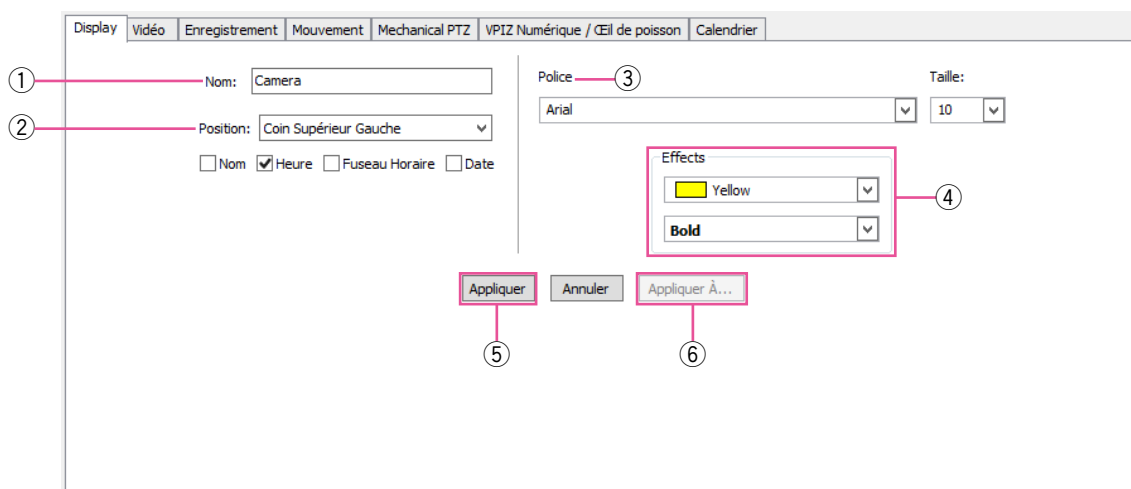 Display Vidéo Enregistrement Mouvement Mechanical PTZ VPIZ Numérique / Œil de poisson Calendrier
① Nom: Camera
② Position: Coin Supérieur Gauche
Nom Heure Fuseau Horaire Date
Police ③ Taille:
Arial 10
Effects
Yellow ④
Bold
Appliquer Annuler Appliquer À...
⑤ ⑥